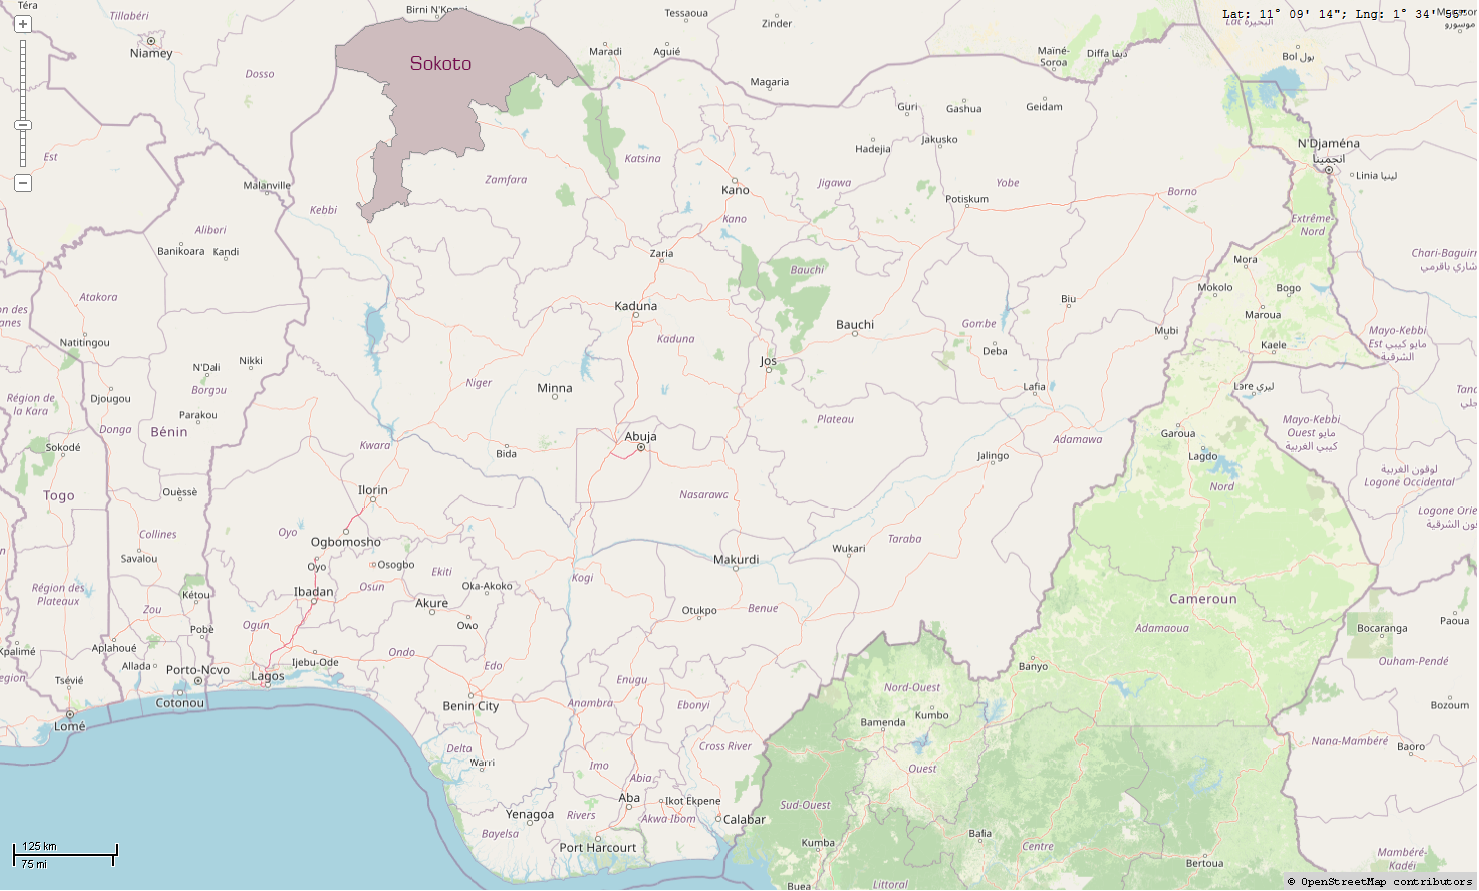 Téra
Birni N'Konni
Tessaoua
Zinder
Lat: 11° 09' 14"; Lng: 1° 34' 55"
Tillabéri
Niamey
Maradi
Aguié
Maïné-
Soroa
Diffa ديفا
Bol بول
Dosso
Sokoto
Magaria
Guri
Gashua
Geidam
Est
Katsina
Hadejia
Jakusko
N'Djaména
انجمينا
Linia لينيا
Malanville
Zamfara
Kano
Jigawa
Yobe
Borno
Kebbi
Potiskum
Kano
Extrême-
Nord
Alibori
Banikoara
Kandi
Zaria
Bauchi
Mora
Chari-Baguirmi
شاري باقرمي
Atakora
Kaduna
Biu
Mokolo
Bogo
Maroua
Natitingou
Bauchi
Gombe
Mubi
Mayo-Kebbi
Est مايو كيبي
الشرقية
Kaduna
Deba
Kaele
N'Dali
Nikki
Jos
Région de
la Kara
Djougou
Borgou
Niger
Minna
Lafia
Lere ليري
Parakou
Plateau
Mayo-Kebbi
Ouest مايو
كيبي الغربية
Donga
Bénin
Kwara
Abuja
Adamawa
Garoua
Sokodé
Bida
Jalingo
Lagdo
لوقون الغربية
Logone Occidental
Togo
Ouèssè
Ilorin
Nasarawa
Nord
Logone Orie
Collines
Oyo
Ogbomosho
Taraba
Savalou
Oyo
Osogbo
Makurdi
Wukari
Région des
Plateaux
Osun
Ekiti
Kogi
Kétou
Ibadan
Oka-Akoko
Zou
Akure
Otukpo
Benue
Cameroun
Ogun
Owo
Adamaoua
Bocaranga
Paoua
Kpalimé
Aplahoué
Pobè
Ondo
Ouham-Pendé
Allada
Porto-Novo
Ijebu-Ode
Edo
Banyo
Tsévié
Lagos
Enugu
Nord-Ouest
Cotonou
Benin City
Anambra
Ebonyi
Bamenda
Kumbo
Bozoum
Lomé
Delta
Cross River
Nana-Mambéré
Baoro
Warri
Imo
Abia
Ouest
Aba
Ikot Ekpene
Sud-Ouest
Yenagoa
Rivers
Akwa Ibom
Calabar
Bayelsa
Bafia
125 km
75 mi
Port Harcourt
Kumba
Centre
Mambéré-
Kadéï
Bertoua
Buea
Littoral
© OpenStreetMap contributors